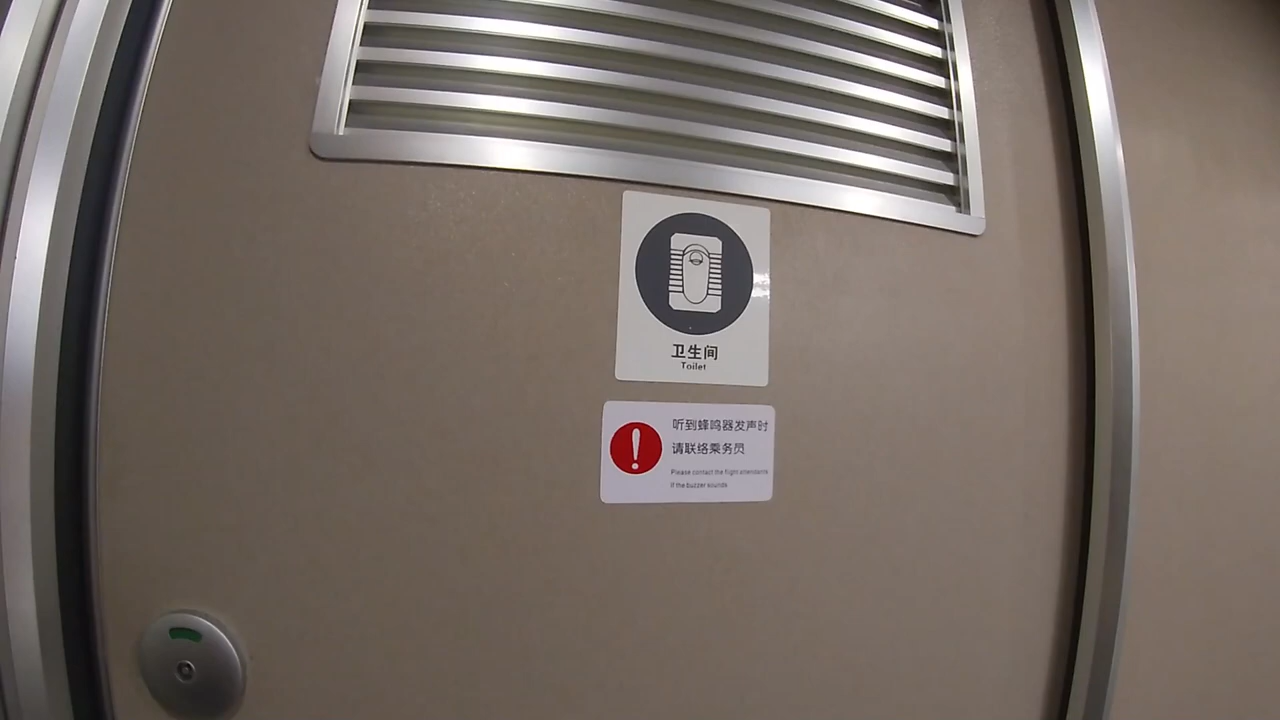 卫生间
Toilet
听到蜂鸣器发声时
请联络乘务员
Please contact the flight attendants
if the buzzer sounds